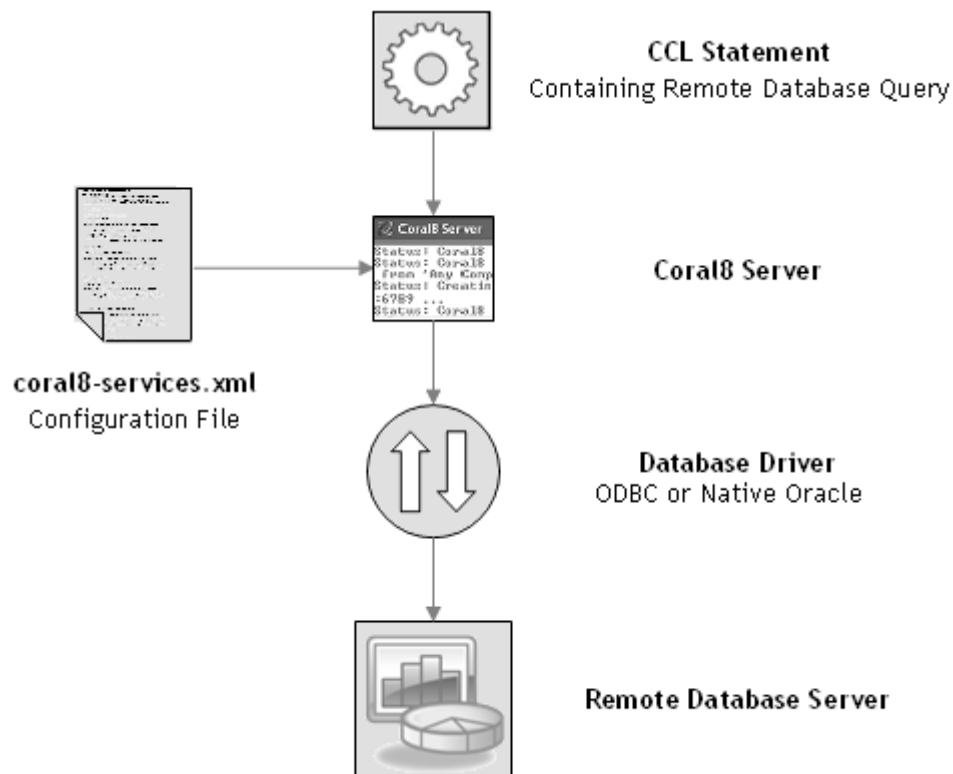 CCL Statement
Containing Remote Database Query
Coral8 Server
Status! Coral8
Status: Coral8
from 'Any Comp
Status! Creatin
:6789 ...
Status: Coral8
Coral8 Server
coral8-services.xml
Configuration File
Database Driver
ODBC or Native Oracle
Remote Database Server